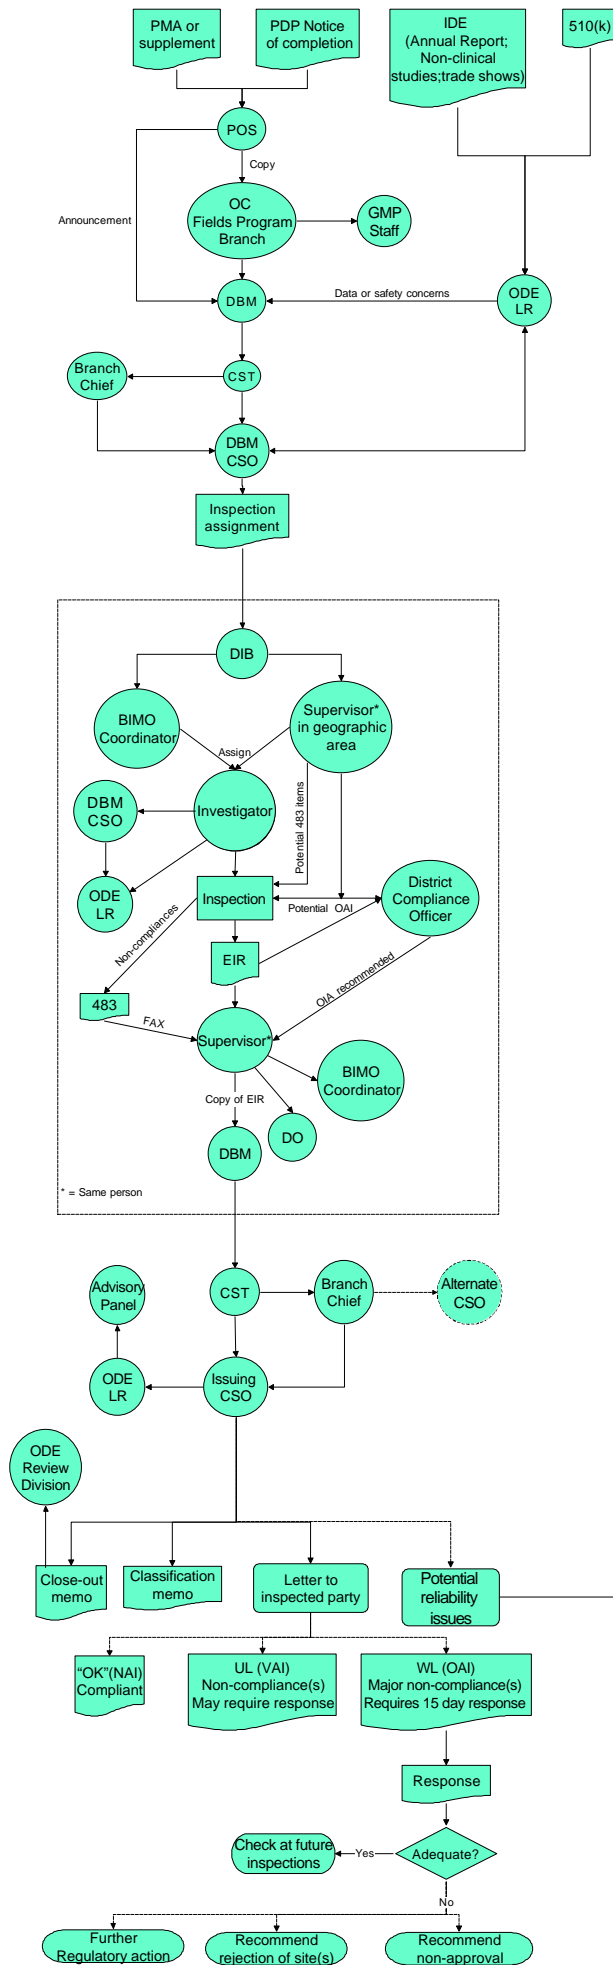 PMA or
supplement
PDP Notice
of completion
IDE
(Annual Report;
Non-clinical
studies;trade shows)
510(k)
POS
Copy
Announcement
OC
Fields Program
Branch
GMP
Staff
DBM
Data or safety concerns
ODE
LR
Branch
Chief
CST
DBM
CSO
Inspection
assignment
DIB
BIMO
Coordinator
Supervisor*
in geographic
area
Assign
DBM
CSO
Investigator
Potential 483 items
ODE
LR
Inspection
Potential OAI
District
Compliance
Officer
Non-compliances
EIR
OIA recommended
483
FAX
Supervisor*
BIMO
Coordinator
Copy of EIR
DO
DBM
* = Same person
Advisory
Panel
CST
Branch
Chief
Alternate
CSO
ODE
LR
Issuing
CSO
ODE
Review
Division
Close-out
memo
Classification
memo
Letter to
inspected party
Potential
reliability
issues
“OK”(NAI)
Compliant
UL (VAI)
Non-compliance(s)
May require response
WL (OAI)
Major non-compliance(s)
Requires 15 day response
Response
Check at future
inspections
Yes
Adequate?
No
Further
Regulatory action
Recommend
rejection of site(s)
Recommend
non-approval